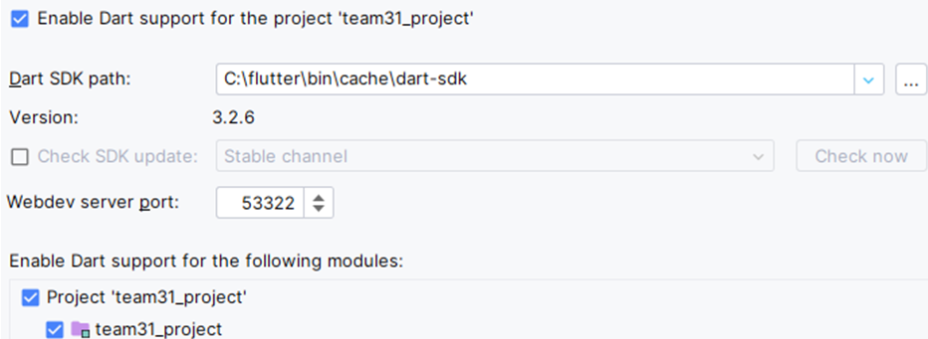 Enable Dart support for the project 'team31_project'
Dart SDK path: C:\flutter\bin\cache\dart-sdk ...
Version: 3.2.6
Check SDK update: Stable channel Check now
Webdev server port: 53322
Enable Dart support for the following modules:
Project 'team31_project'
team31_project